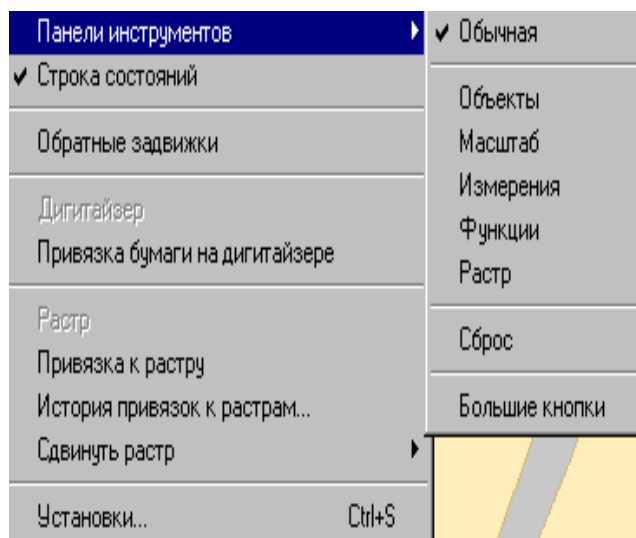 Панели инструментов
Строка состояний
Обратные задвижки
Дигитайзер
Привязка бумаги на дигитайзере
Растр
Привязка к растру
История привязок к растрам...
Сдвинуть растр
Установки... Ctrl+S
Обычная
Объекты
Масштаб
Измерения
Функции
Растр
Сброс
Большие кнопки